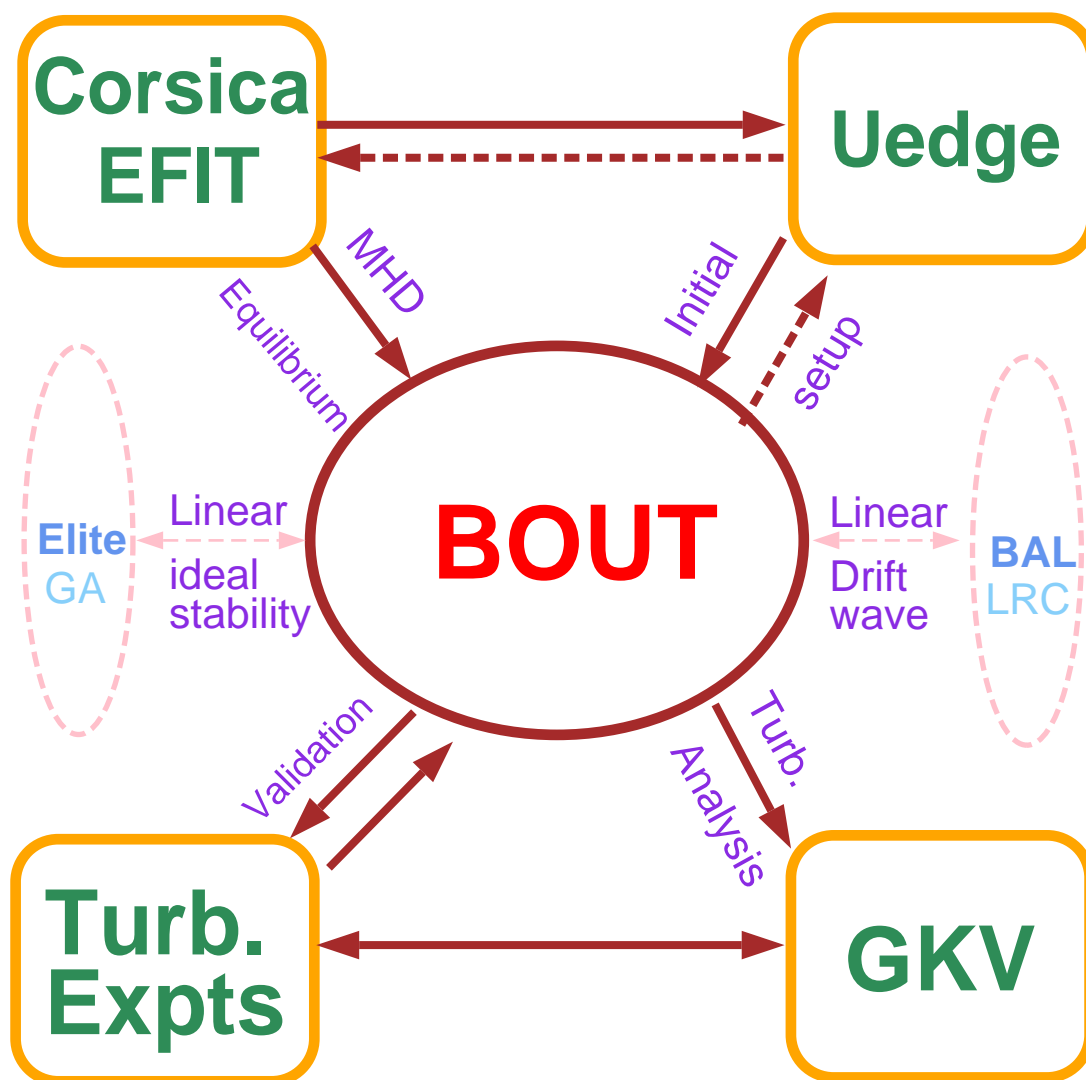 Corsica
EFIT
Uedge
MHD
Equilibrium
Initial
setup
Elite
GA
Linear
ideal
stability
BOUT
Linear
Drift
wave
BAL
LRC
Validation
Turb.
Analysis
Turb.
Expts
GKV